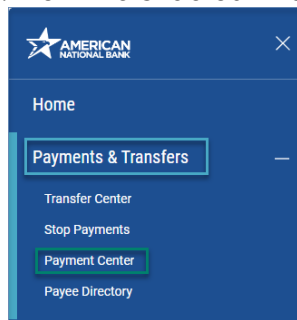 AMERICAN
NATIONAL BANK
Home
Payments & Transfers
Transfer Center
Stop Payments
Payment Center
Payee Directory